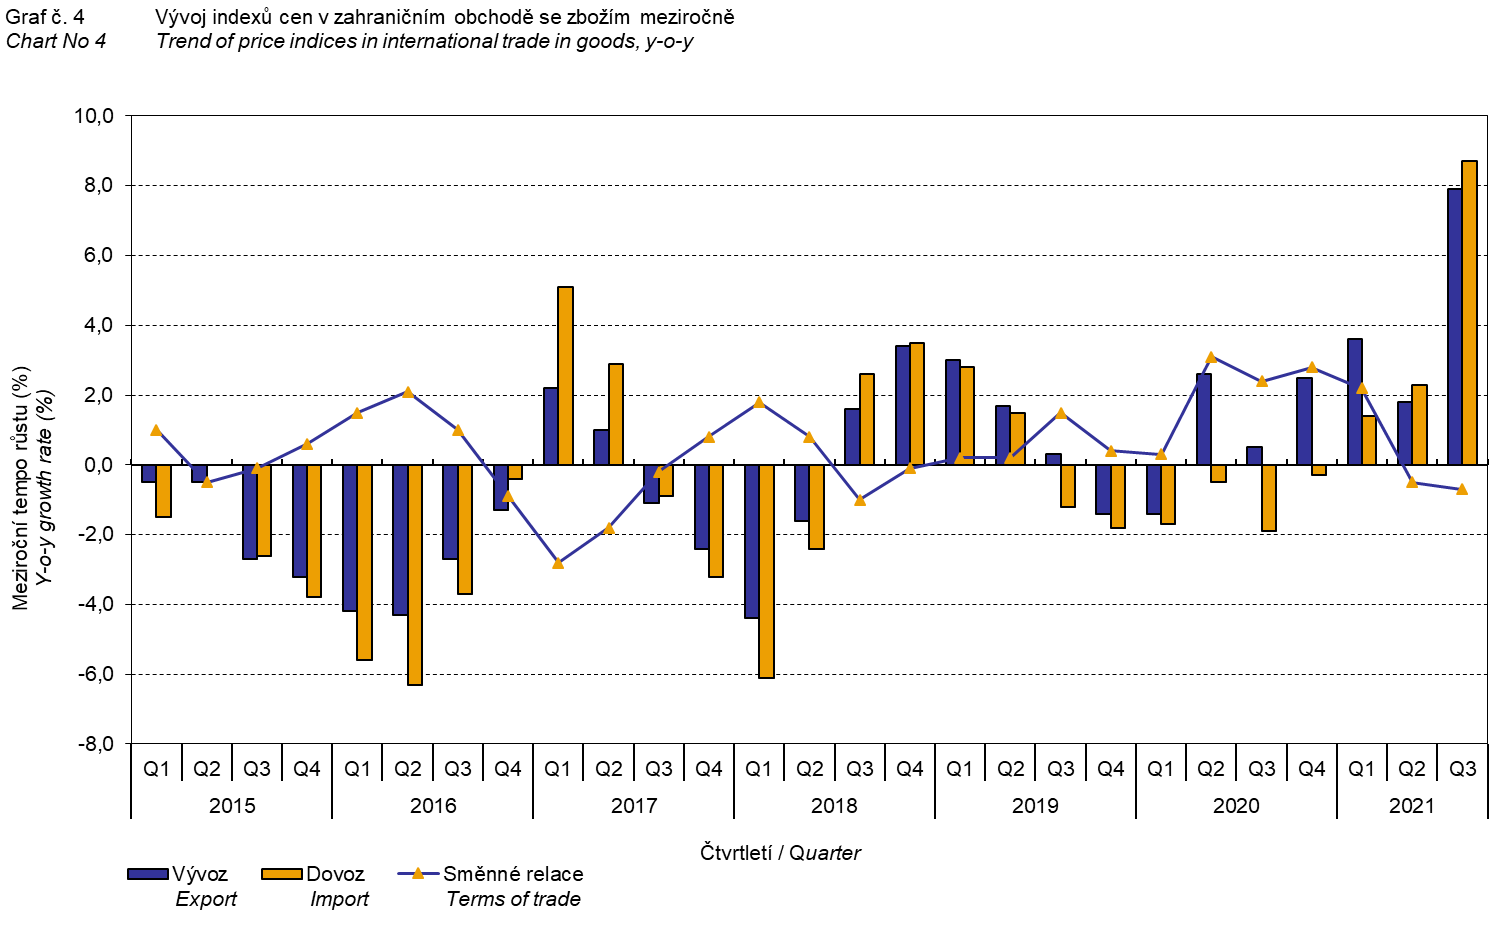 Graf č. 4 Vývoj indexů cen v zahraničním obchodě se zbožím meziročně
Chart No 4 Trend of price indices in international trade in goods, y-o-y
Meziroční tempo růstu (%)
Y-o-y growth rate (%)
10,0
8,0
6,0
4,0
2,0
0,0
-2,0
-4,0
-6,0
-8,0
Q1 Q2 Q3 Q4 Q1 Q2 Q3 Q4 Q1 Q2 Q3 Q4 Q1 Q2 Q3 Q4 Q1 Q2 Q3 Q4 Q1 Q2 Q3 Q4 Q1 Q2 Q3
2015 2016 2017 2018 2019 2020 2021
Čtvrtletí / Quarter
Vývoz Dovoz Směnné relace
Export Import Terms of trade